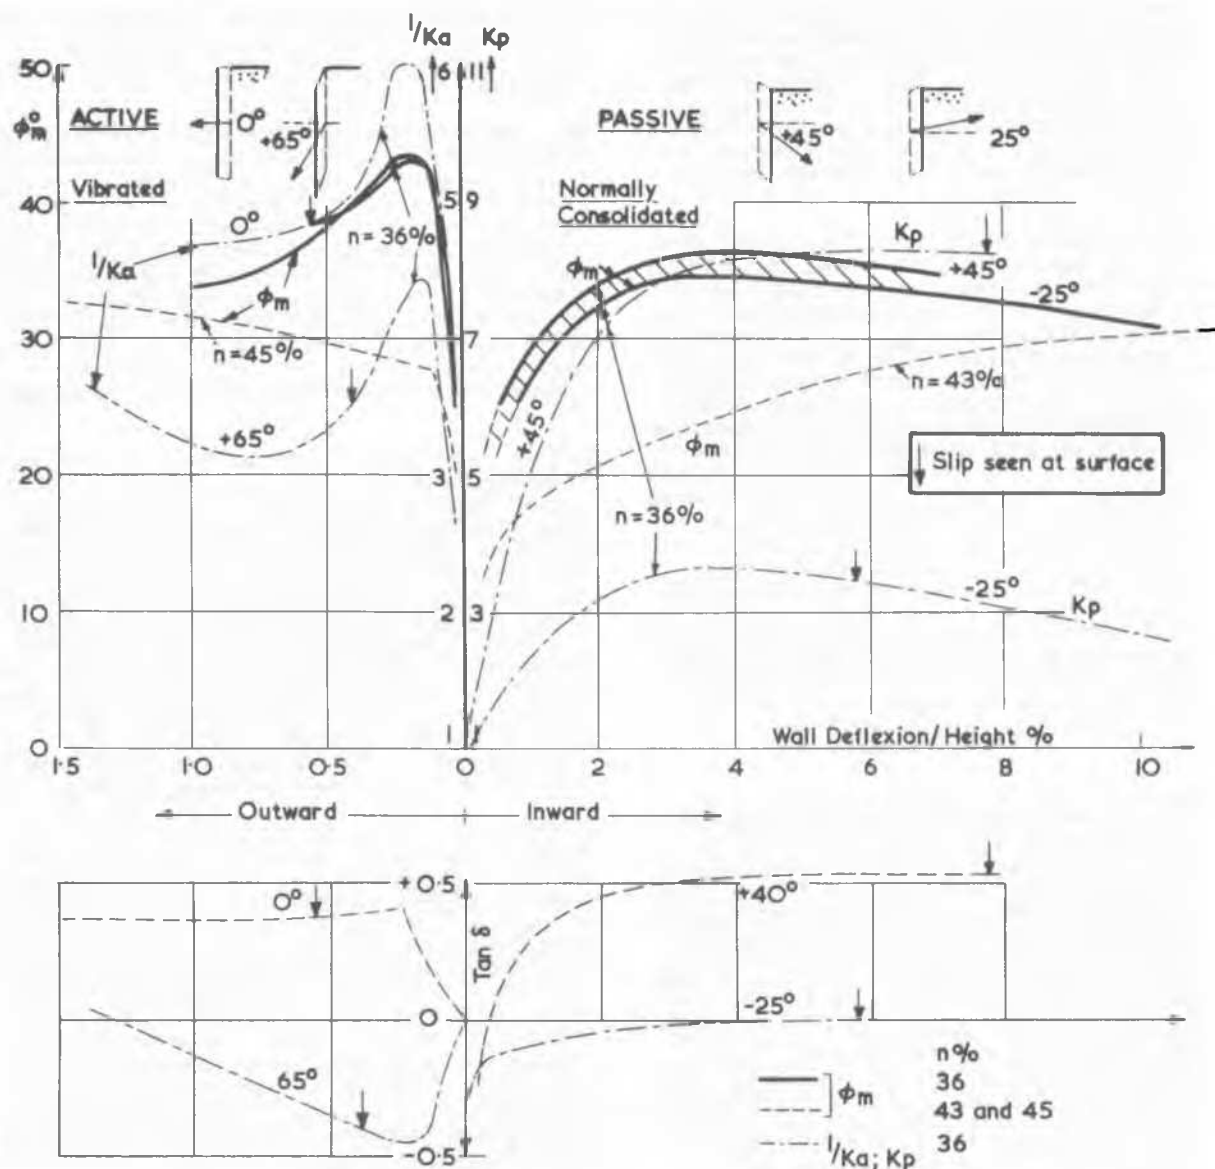 1/Ka Kp
50 6 11
ACTIVE 0° +65° PASSIVE +45° 25°
ϕm°
Vibrated Normally
Consolidated
40 5 9
0° n=36% Kp
1/Ka ϕm +45°
ϕm -25°
30 7
n=45% n=43%
+65° +45° ϕm
Slip seen at surface
20 3 5
n=36%
-25°
10 2 3 Kp
Wall Deflexion/Height %
0 1
1·5 1·0 0·5 0 2 4 6 8 10
Outward Inward
0° +0·5 +40°
Tan δ
0 -25°
65° n%
ϕm 36
43 and 45
-0·5 1/Ka; Kp 36